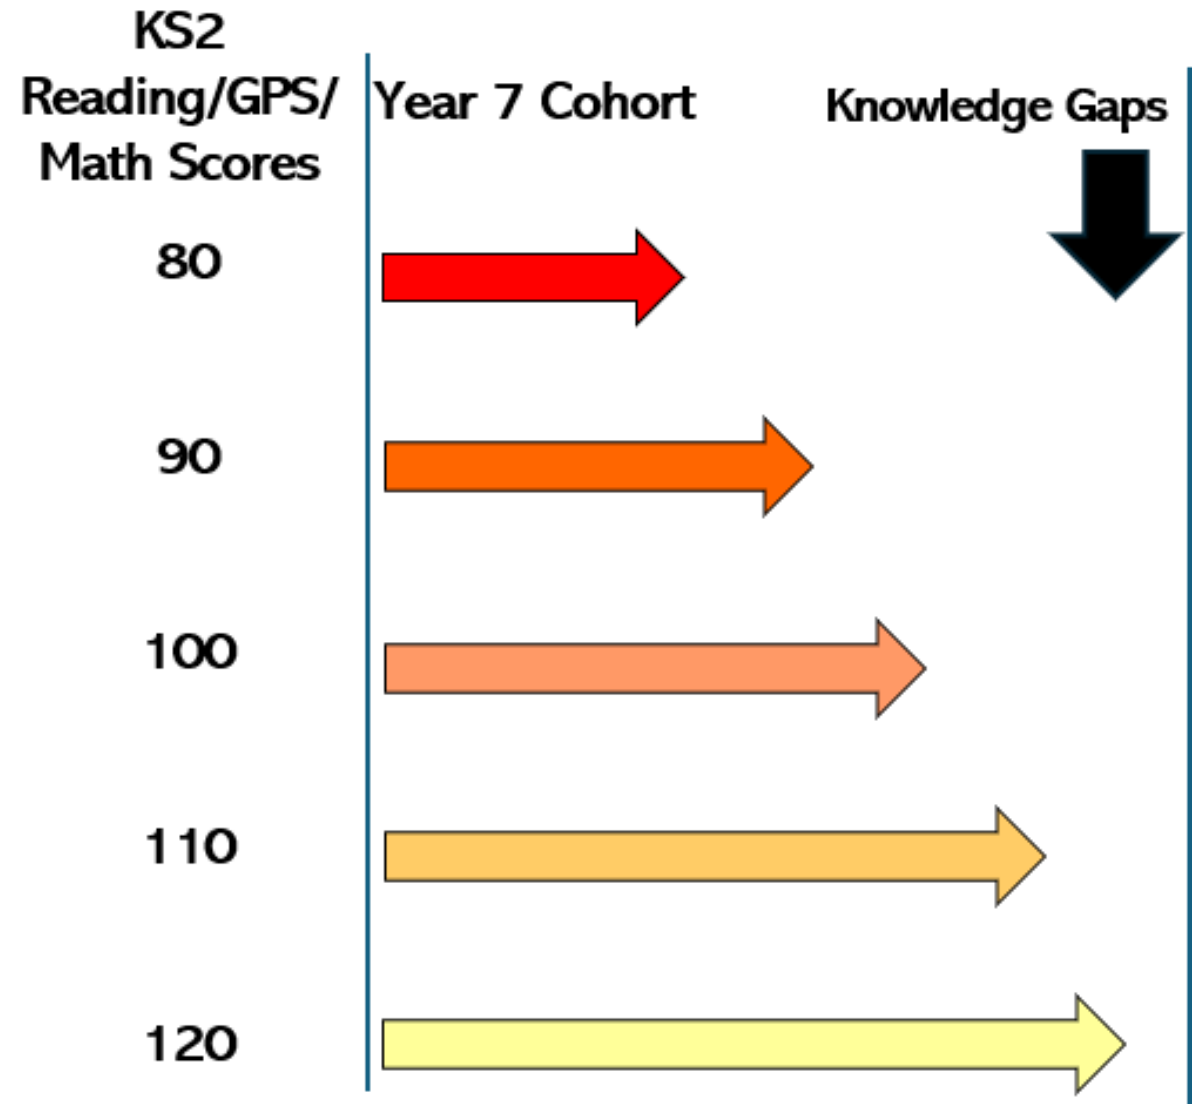 KS2
Reading/GPS/
Math Scores
Year 7 Cohort
Knowledge Gaps
80
90
100
110
120